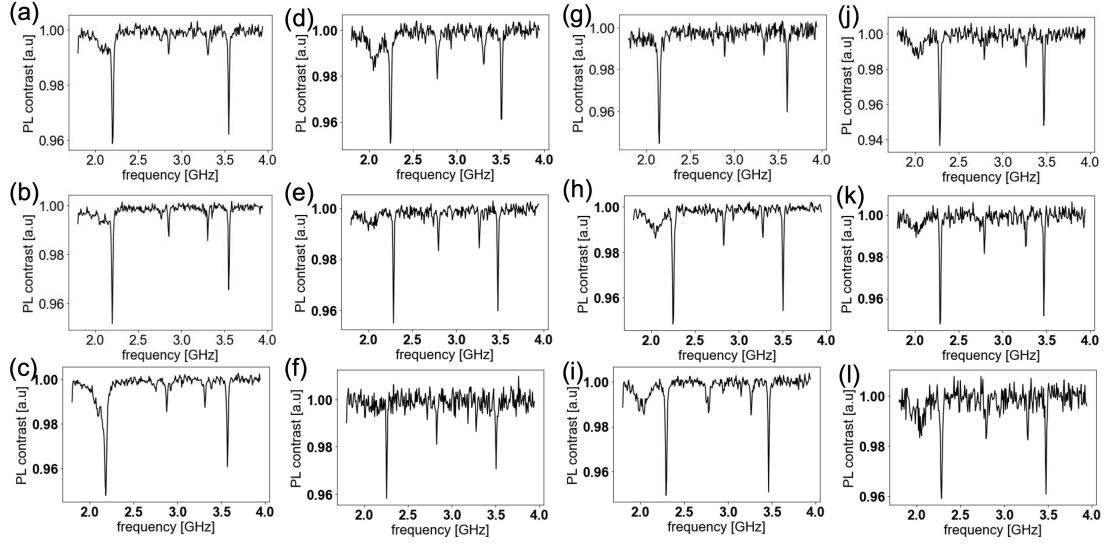 (a)
PL contrast [a.u]
1.00
0.98
0.96
2.0 2.5 3.0 3.5 4.0
frequency [GHz]
(d)
PL contrast [a.u]
1.00
0.98
0.96
2.0 2.5 3.0 3.5 4.0
frequency [GHz]
(g)
PL contrast [a.u]
1.00
0.98
0.96
2.0 2.5 3.0 3.5 4.0
frequency [GHz]
(j)
PL contrast [a.u]
1.00
0.98
0.96
0.94
2.0 2.5 3.0 3.5 4.0
frequency [GHz]
(b)
PL contrast [a.u]
1.00
0.98
0.96
2.0 2.5 3.0 3.5 4.0
frequency [GHz]
(e)
PL contrast [a.u]
1.00
0.98
0.96
2.0 2.5 3.0 3.5 4.0
frequency [GHz]
(h)
PL contrast [a.u]
1.00
0.98
0.96
2.0 2.5 3.0 3.5 4.0
frequency [GHz]
(k)
PL contrast [a.u]
1.00
0.98
0.96
2.0 2.5 3.0 3.5 4.0
frequency [GHz]
(c)
PL contrast [a.u]
1.00
0.98
0.96
2.0 2.5 3.0 3.5 4.0
frequency [GHz]
(f)
PL contrast [a.u]
1.00
0.98
0.96
2.0 2.5 3.0 3.5 4.0
frequency [GHz]
(i)
PL contrast [a.u]
1.00
0.98
0.96
2.0 2.5 3.0 3.5 4.0
frequency [GHz]
(l)
PL contrast [a.u]
1.00
0.98
0.96
2.0 2.5 3.0 3.5 4.0
frequency [GHz]